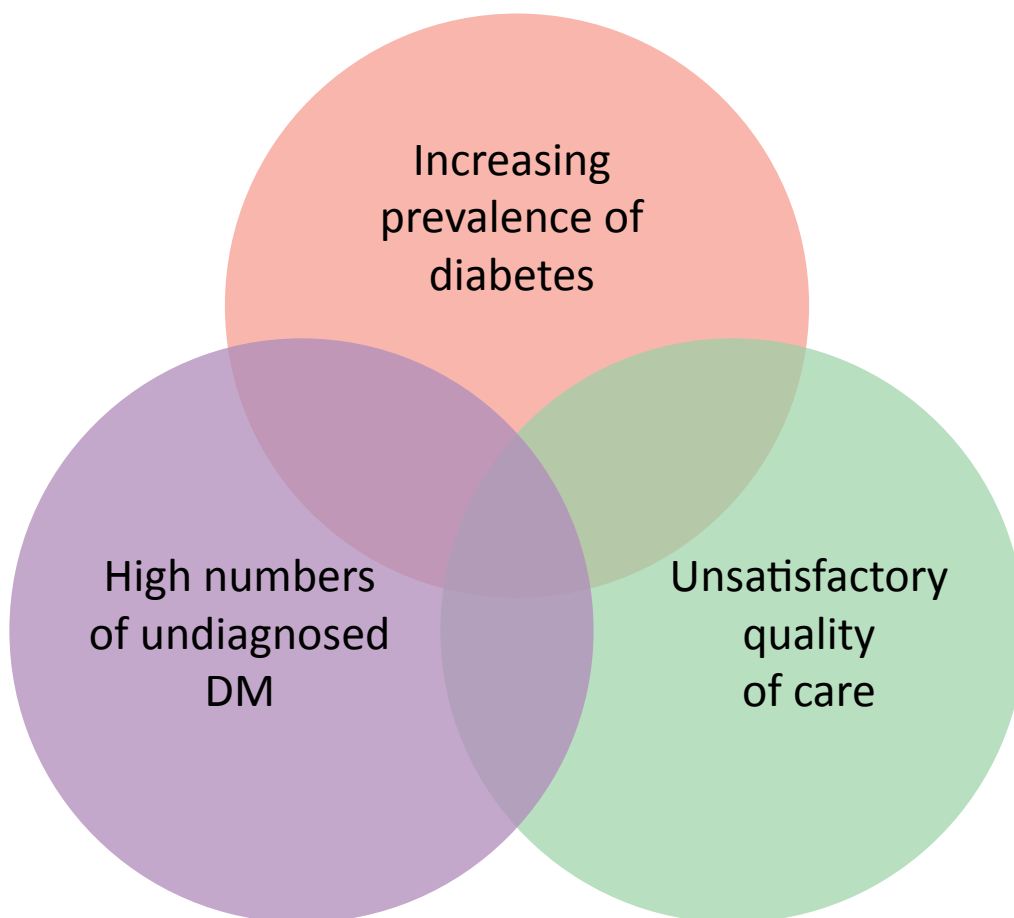 Increasing
prevalence of
diabetes
High numbers
of undiagnosed
DM
Unsatisfactory
quality
of care